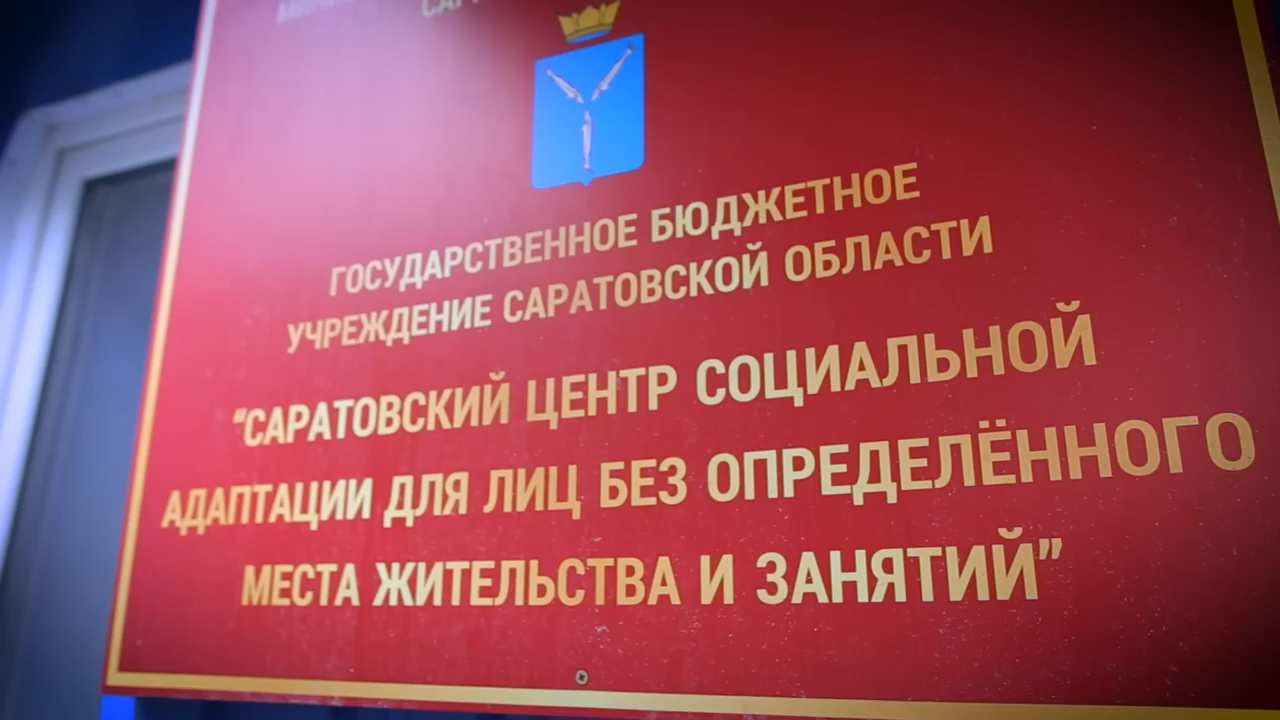 ГОСУДАРСТВЕННОЕ БЮДЖЕТНОЕ
УЧРЕЖДЕНИЕ САРАТОВСКОЙ ОБЛАСТИ
“САРАТОВСКИЙ ЦЕНТР СОЦИАЛЬНОЙ
АДАПТАЦИИ ДЛЯ ЛИЦ БЕЗ ОПРЕДЕЛЁННОГО
МЕСТА ЖИТЕЛЬСТВА И ЗАНЯТИЙ”